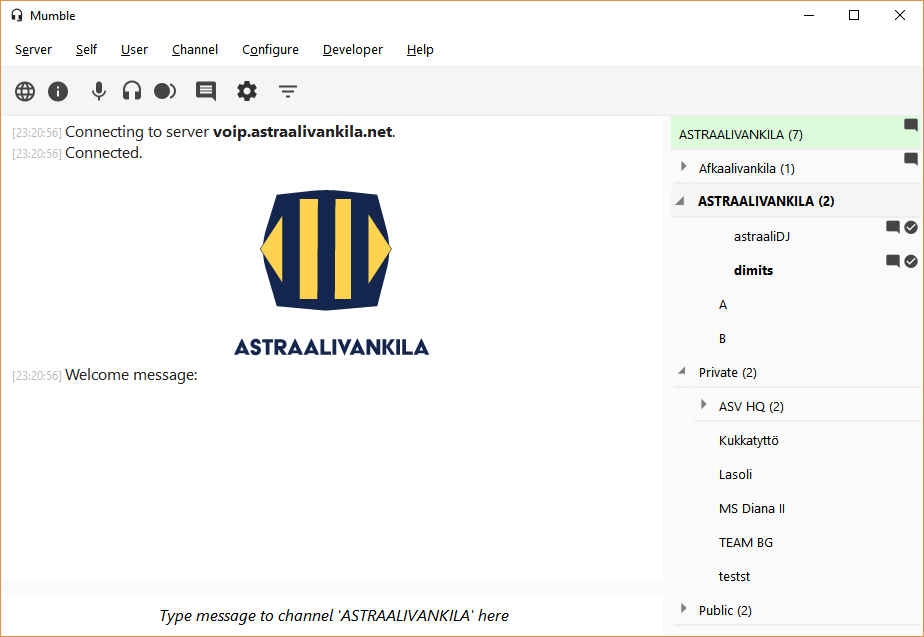 Mumble
Server Self User Channel Configure Developer Help
[23:20:56] Connecting to server voip.astraalivankila.net.
[23:20:56] Connected.
ASTRAALIVANKILA
[23:20:56] Welcome message:
Type message to channel 'ASTRAALIVANKILA' here
ASTRAALIVANKILA (7)
Afkaalivankila (1)
ASTRAALIVANKILA (2)
astraaliDJ
dimits
A
B
Private (2)
ASV HQ (2)
Kukkatyttö
Lasoli
MS Diana II
TEAM BG
testst
Public (2)